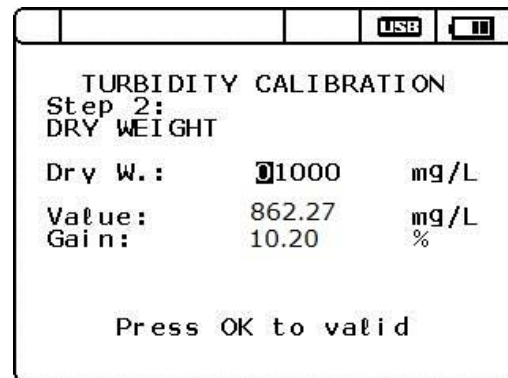 USB
TURBIDITY CALIBRATION
Step 2:
DRY WEIGHT
Dry W.: 01000 mg/L
Value: 862.27 mg/L
Gain: 10.20 %
Press OK to valid